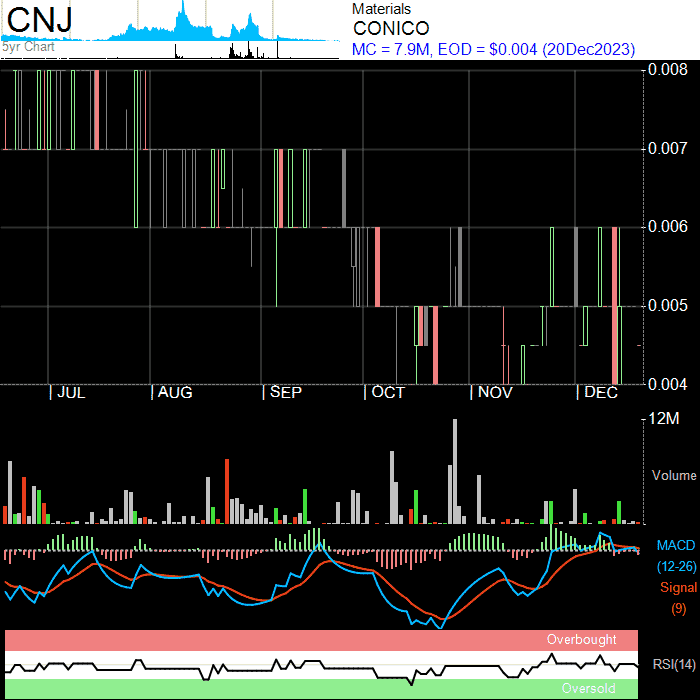 CNJ
5yr Chart
Materials
CONICO
MC = 7.9M, EOD = $0.004 (20Dec2023)
0.008
0.007
0.006
0.005
0.004
JUL
AUG
SEP
OCT
NOV
DEC
12M
Volume
MACD
(12-26)
Signal
(9)
Overbought
RSI(14)
Oversold